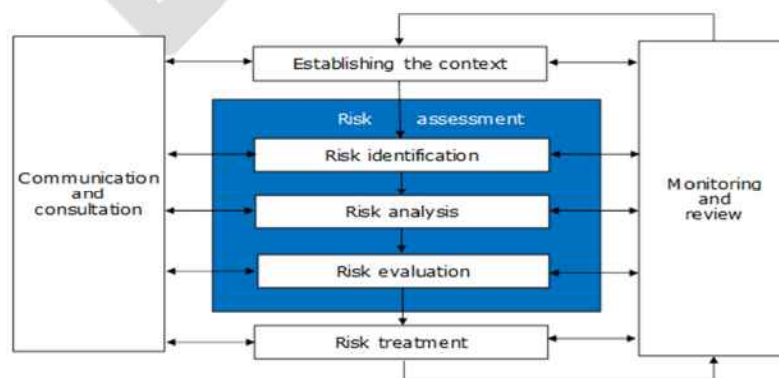 Establishing the context
Risk assessment
Risk identification
Communication
and
consultation
Risk analysis
Monitoring
and
review
Risk evaluation
Risk treatment